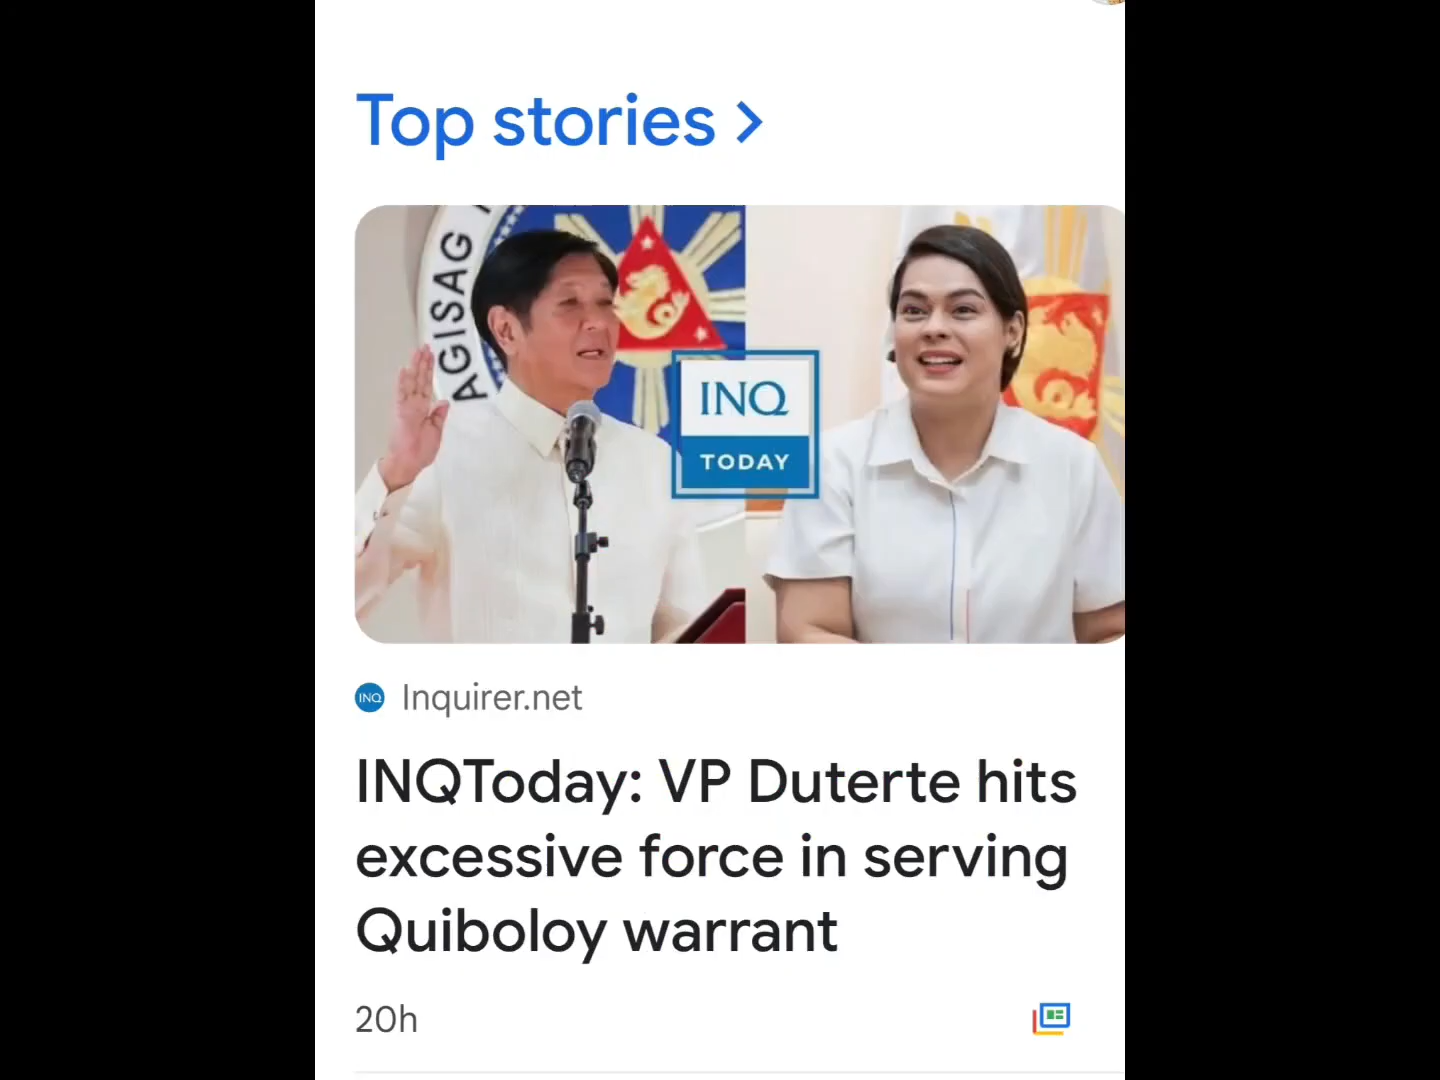 Top stories >
AGISAG
INQ
TODAY
INQ Inquirer.net
INQToday: VP Duterte hits
excessive force in serving
Quiboloy warrant
20h